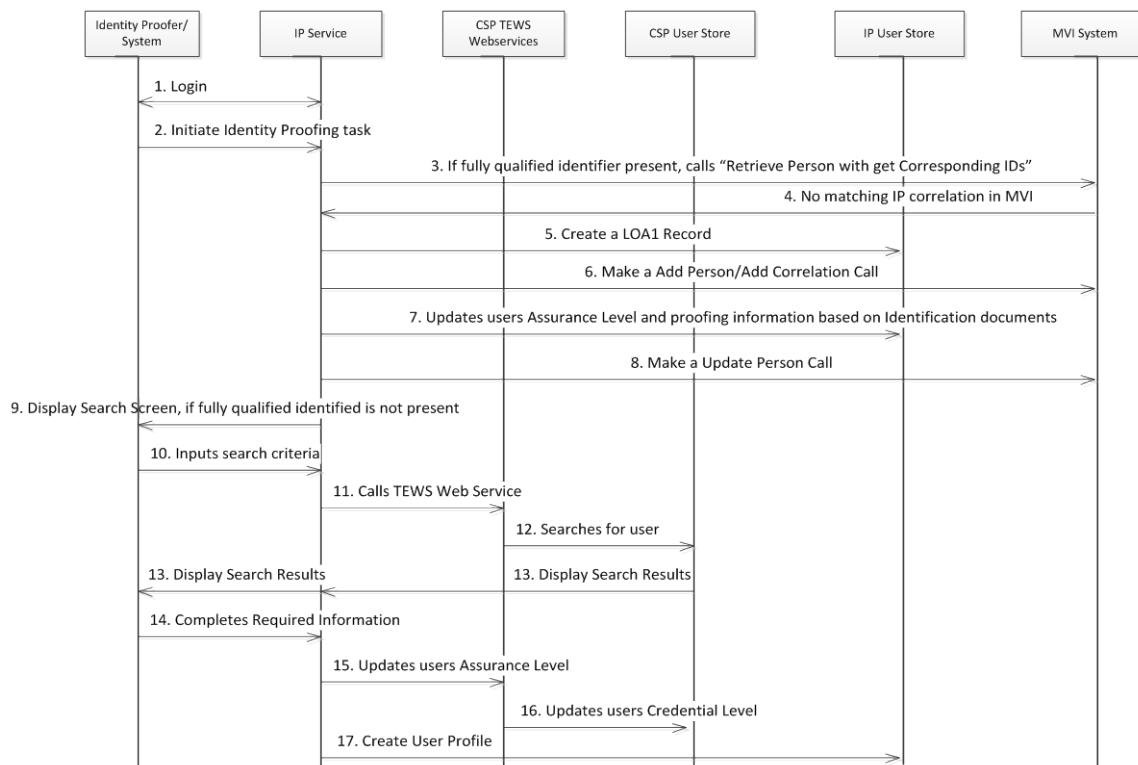 Identity Proofer/
System
IP Service
CSP TEWS
Webservices
CSP User Store
IP User Store
MVI System
1. Login
2. Initiate Identity Proofing task
3. If fully qualified identifier present, calls “Retrieve Person with get Corresponding IDs”
4. No matching IP correlation in MVI
5. Create a LOA1 Record
6. Make a Add Person/Add Correlation Call
7. Updates users Assurance Level and proofing information based on Identification documents
8. Make a Update Person Call
9. Display Search Screen, if fully qualified identified is not present
10. Inputs search criteria
11. Calls TEWS Web Service
12. Searches for user
13. Display Search Results
13. Display Search Results
14. Completes Required Information
15. Updates users Assurance Level
16. Updates users Credential Level
17. Create User Profile